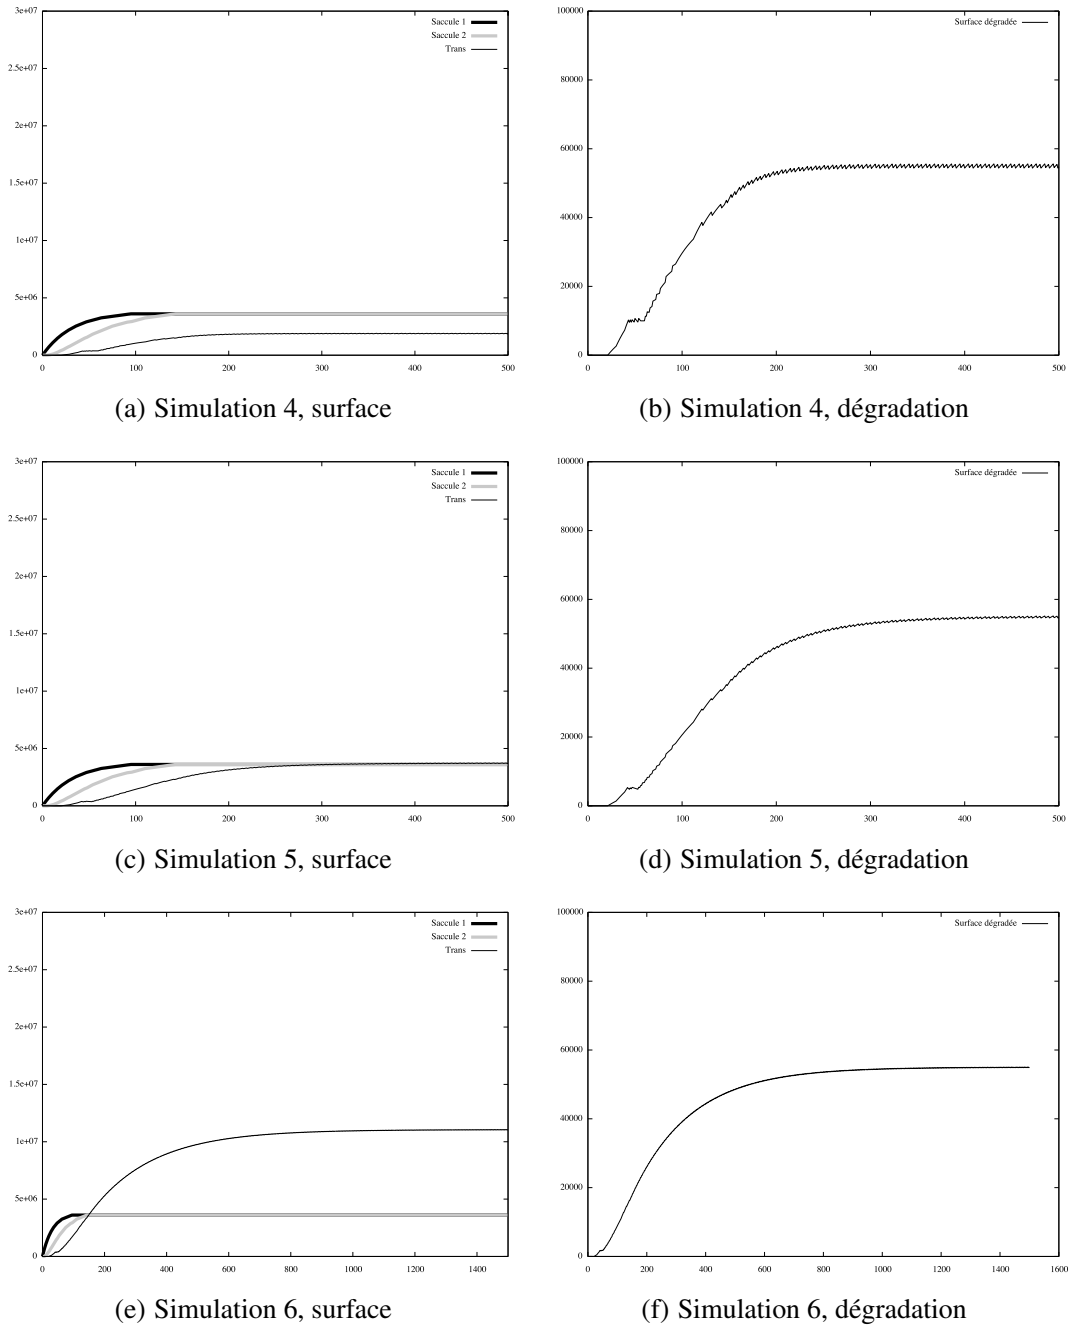 3e+07
2.5e+07
2e+07
1.5e+07
1e+07
5e+06
0
0 100 200 300 400 500
Saccule 1
Saccule 2
Trans
100000
80000
60000
40000
20000
0
0 100 200 300 400 500
Surface dégradée
(a) Simulation 4, surface
(b) Simulation 4, dégradation
3e+07
2.5e+07
2e+07
1.5e+07
1e+07
5e+06
0
0 100 200 300 400 500
Saccule 1
Saccule 2
Trans
100000
80000
60000
40000
20000
0
0 100 200 300 400 500
Surface dégradée
(c) Simulation 5, surface
(d) Simulation 5, dégradation
3e+07
2.5e+07
2e+07
1.5e+07
1e+07
5e+06
0
0 200 400 600 800 1000 1200 1400
Saccule 1
Saccule 2
Trans
100000
80000
60000
40000
20000
0
0 200 400 600 800 1000 1200 1400 1600
Surface dégradée
(e) Simulation 6, surface
(f) Simulation 6, dégradation